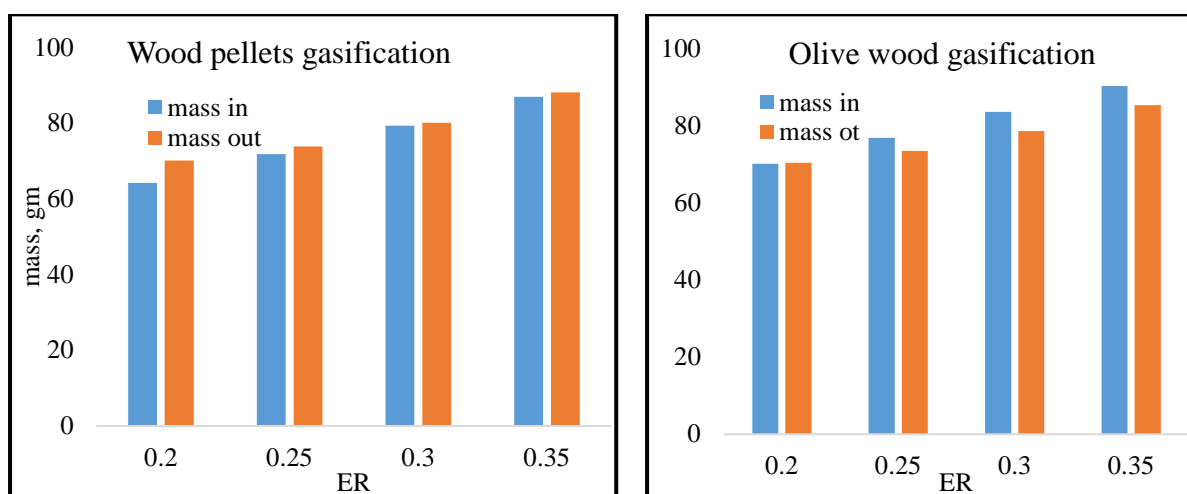 Wood pellets gasification
mass in
mass out
mass, gm
100
80
60
40
20
0
0.2 0.25 0.3 0.35
ER
Olive wood gasification
mass in
mass ot
100
80
60
40
20
0
0.2 0.25 0.3 0.35
ER